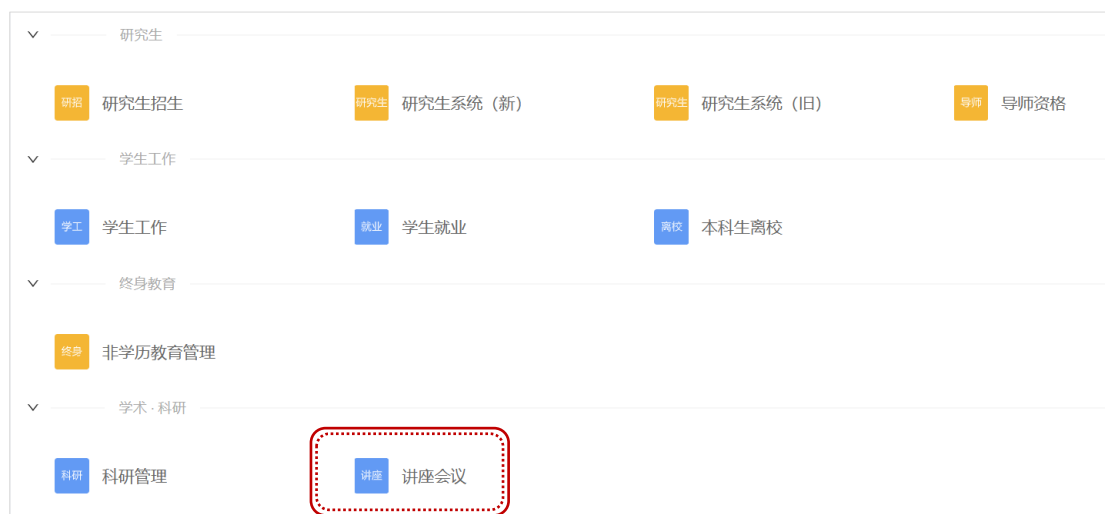 研究生
研招 研究生招生 研究生 研究生系统（新） 研究生 研究生系统（旧） 导师 导师资格
学生工作
学工 学生工作 就业 学生就业 离校 本科生离校
终身教育
终身 非学历教育管理
学术 · 科研
科研 科研管理 讲座 讲座会议